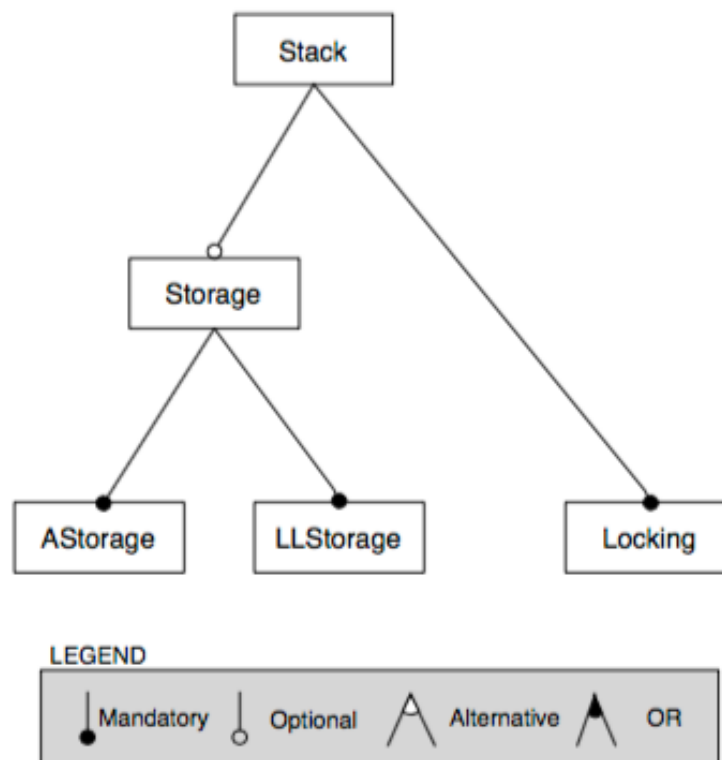 Stack
Storage
AStorage LLStorage Locking
LEGEND
Mandatory Optional Alternative OR